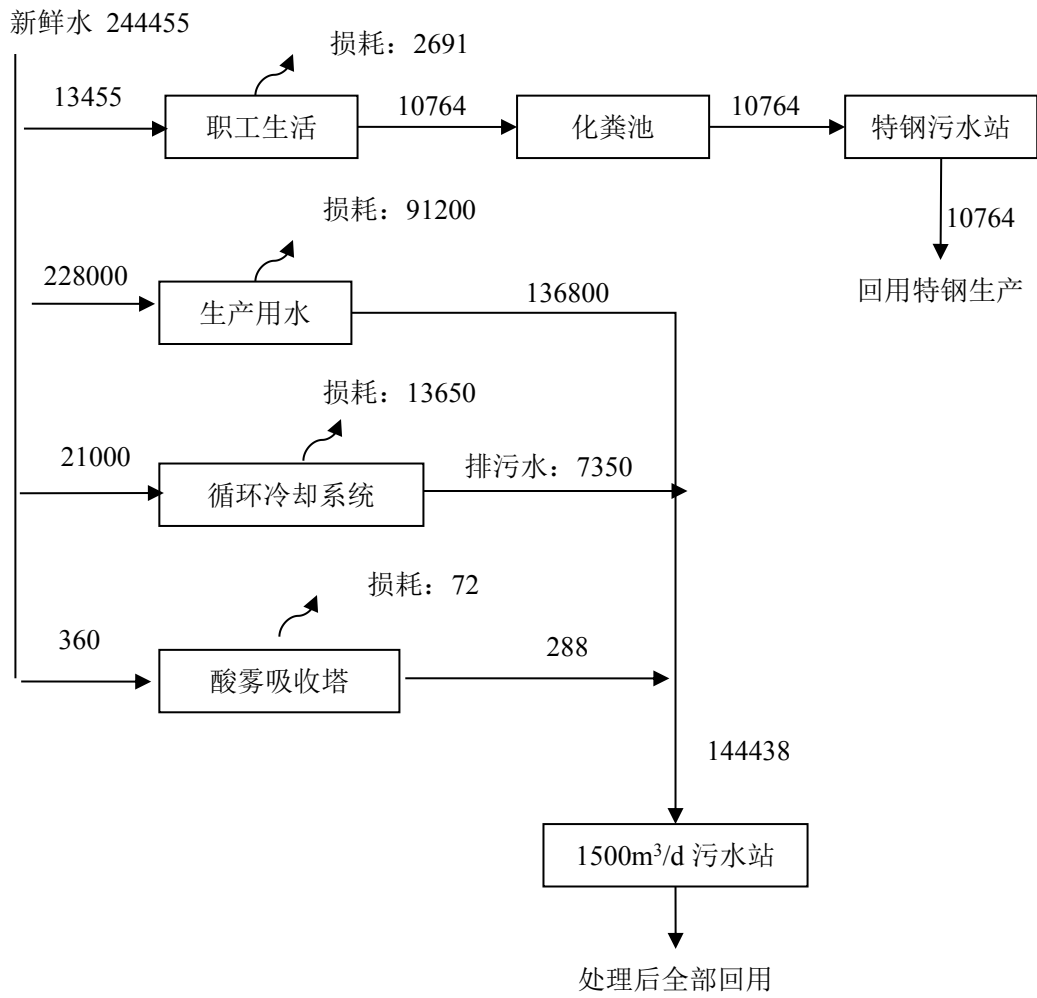 新鲜水 244455
损耗：2691
13455
职工生活
10764
化粪池
10764
特钢污水站
10764
回用特钢生产
损耗：91200
228000
生产用水
136800
损耗：13650
21000
循环冷却系统
排污水：7350
损耗：72
360
酸雾吸收塔
288
144438
1500m³/d 污水站
处理后全部回用